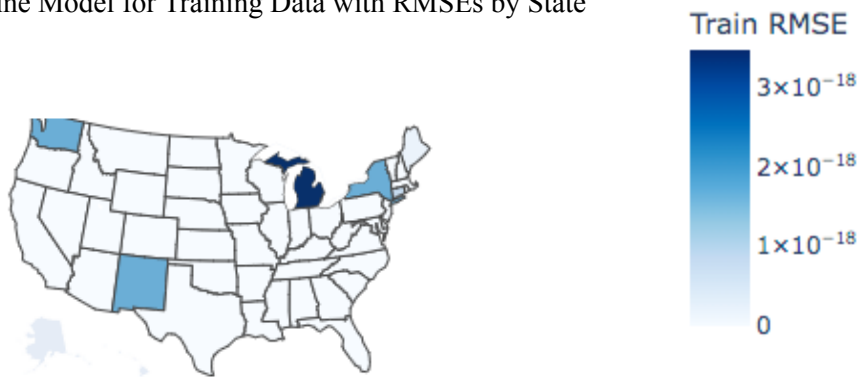 Model for Training Data with RMSEs by State
Train RMSE
3×10⁻¹⁸
2×10⁻¹⁸
1×10⁻¹⁸
0